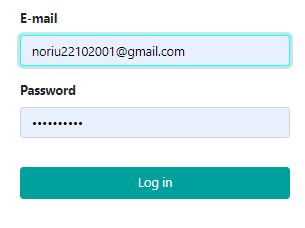 E-mail
noriu22102001@gmail.com
Password
••••••••••
Log in